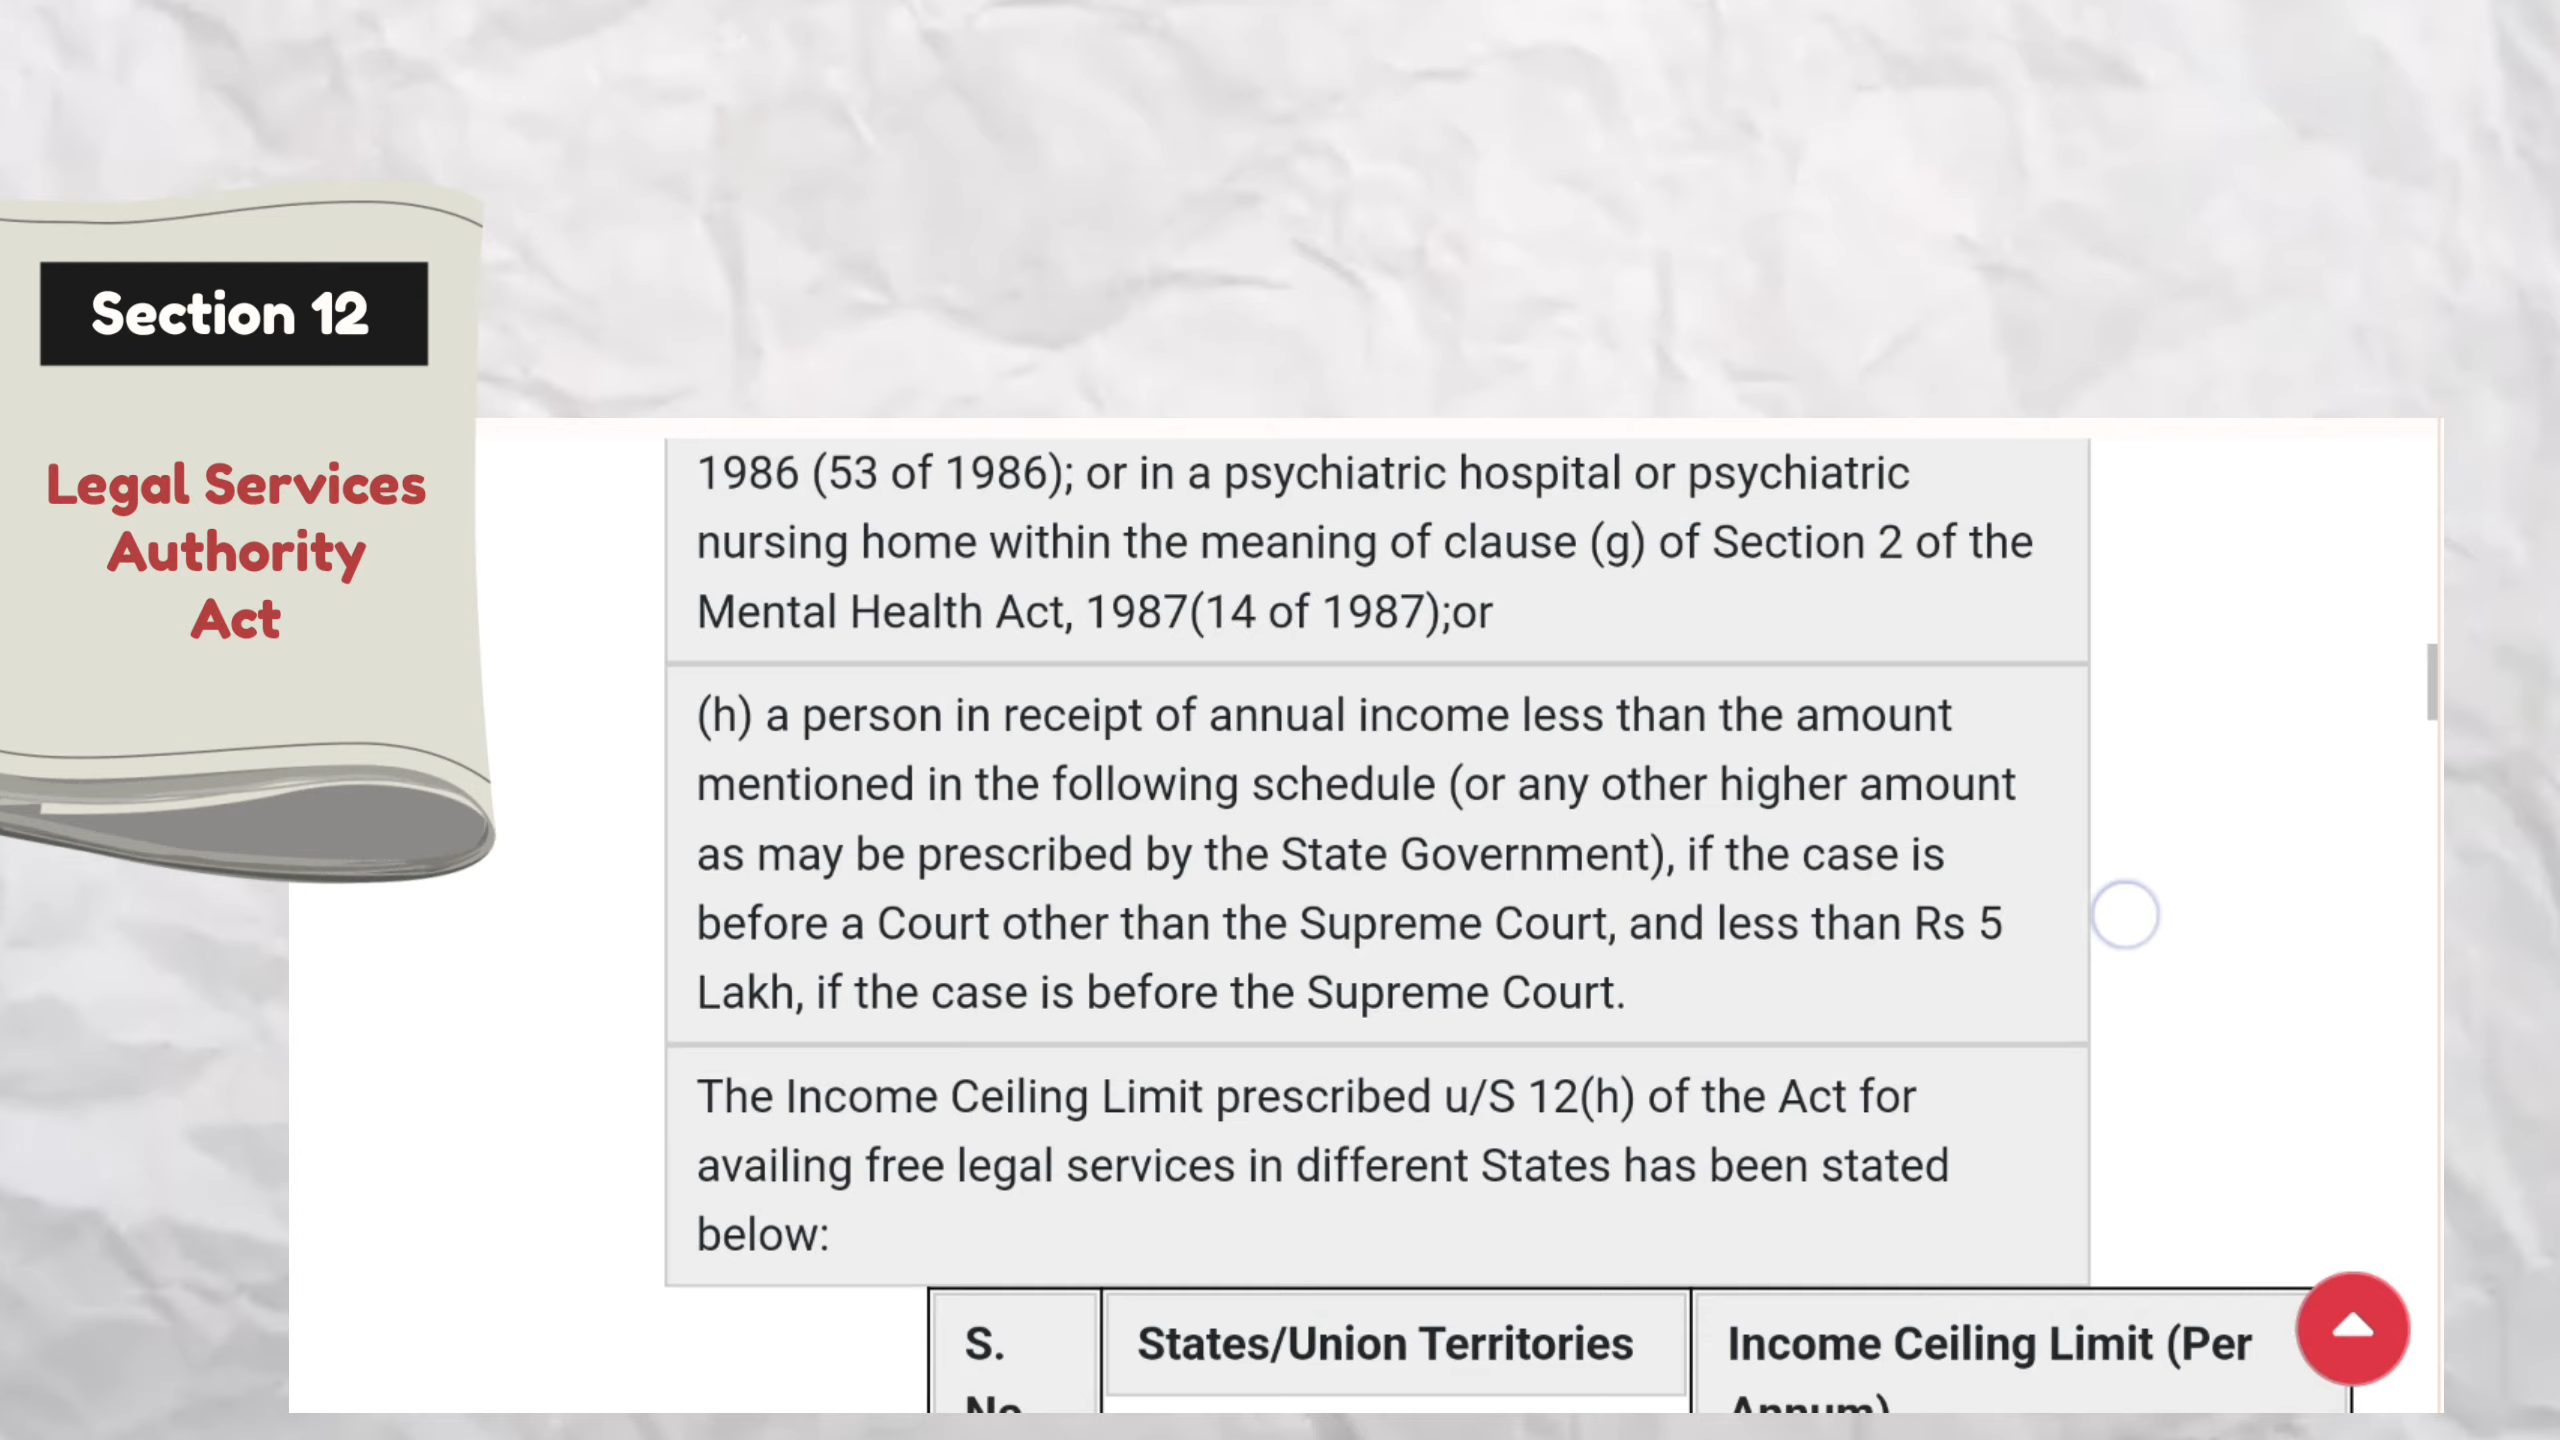 Section 12
Legal Services
Authority
Act
1986 (53 of 1986); or in a psychiatric hospital or psychiatric
nursing home within the meaning of clause (g) of Section 2 of the
Mental Health Act, 1987(14 of 1987);or
(h) a person in receipt of annual income less than the amount
mentioned in the following schedule (or any other higher amount
as may be prescribed by the State Government), if the case is
before a Court other than the Supreme Court, and less than Rs 5
Lakh, if the case is before the Supreme Court.
The Income Ceiling Limit prescribed u/S 12(h) of the Act for
availing free legal services in different States has been stated
below:
S.
No
States/Union Territories
Income Ceiling Limit (Per
Annum)